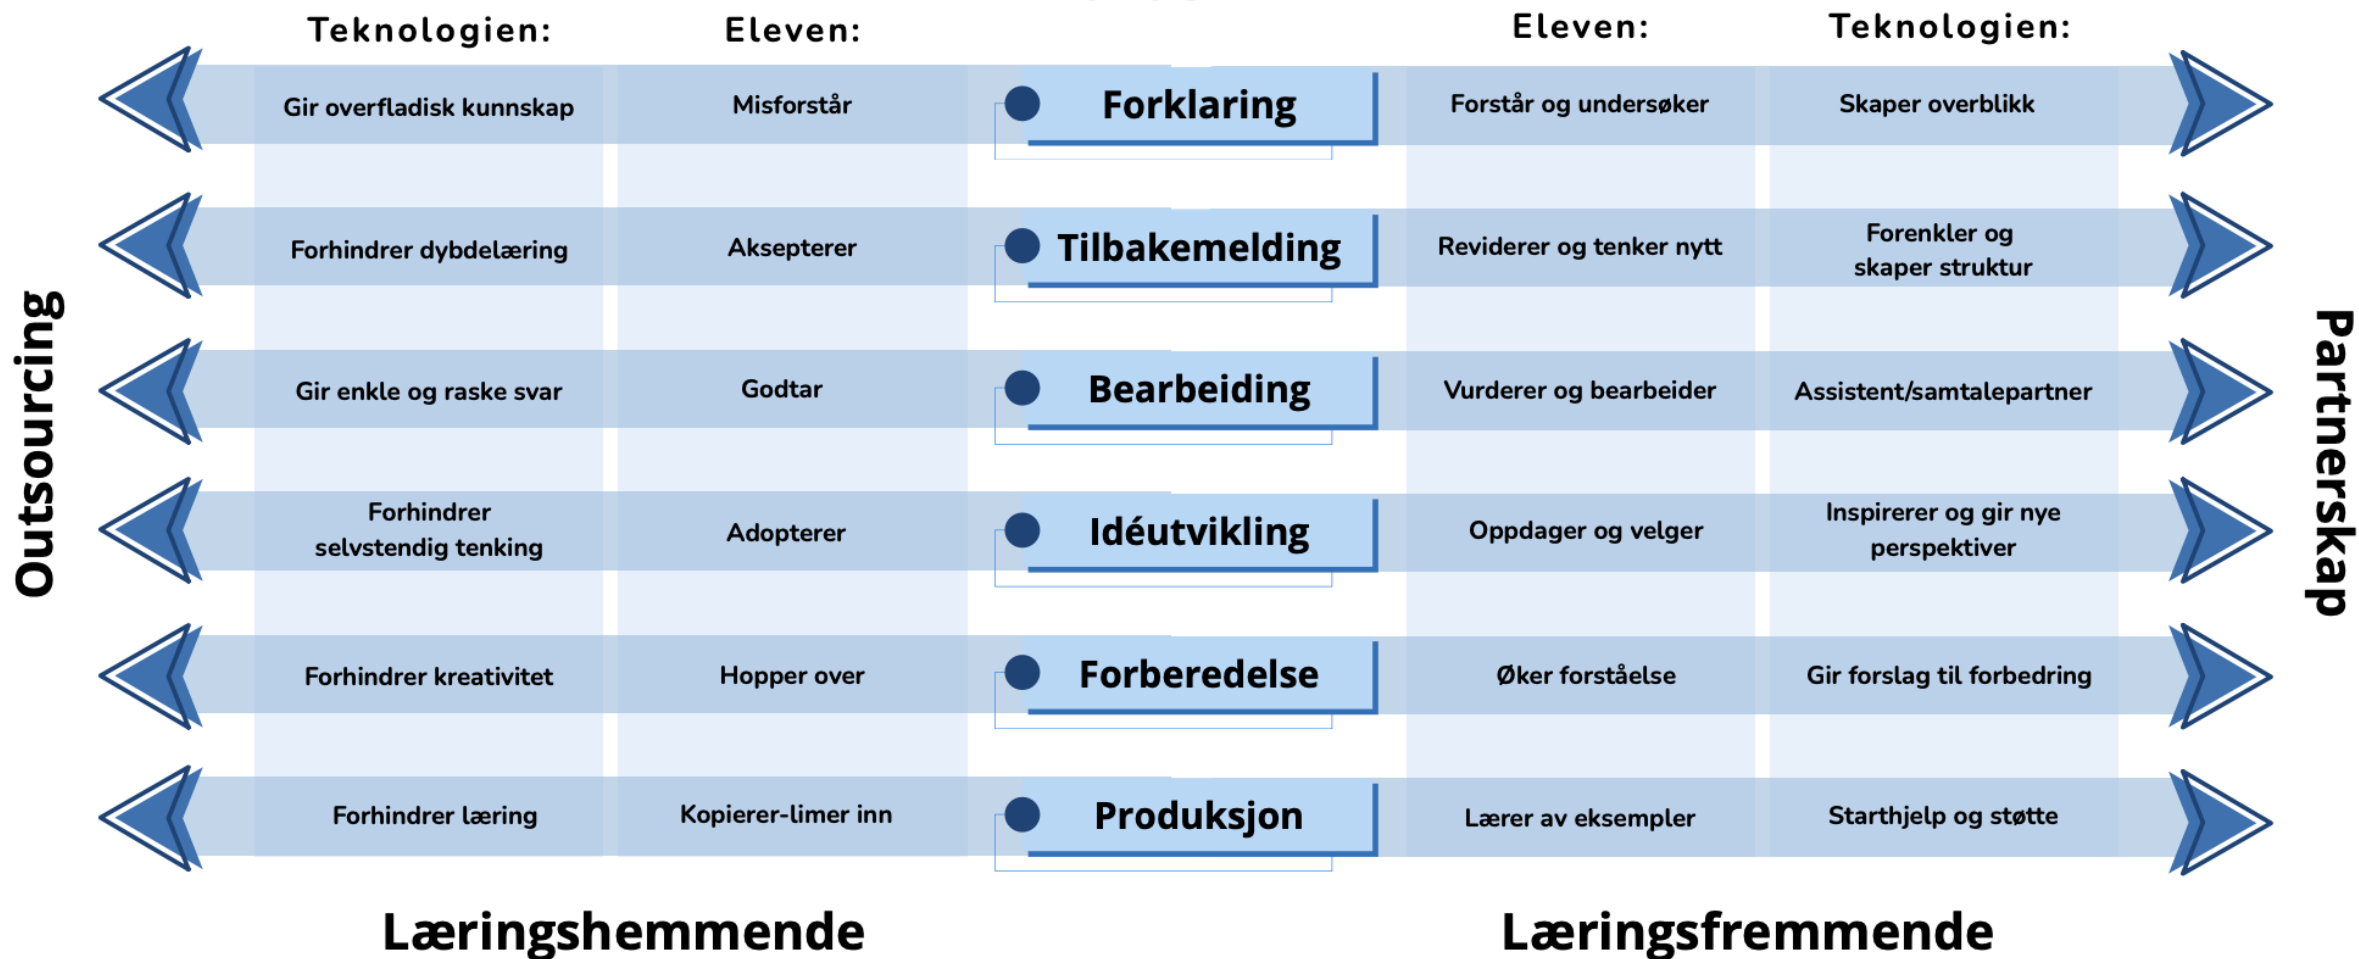 Teknologien:
Eleven:
Eleven:
Teknologien:
Gir overfladisk kunnskap
Misforstår
Forklaring
Forstår og undersøker
Skaper overblikk
Forhindrer dybdelæring
Aksepterer
Tilbakemelding
Reviderer og tenker nytt
Forenkler og
skaper struktur
Gir enkle og raske svar
Godtar
Bearbeiding
Vurderer og bearbeider
Assistent/samtalepartner
Forhindrer
selvstendig tenking
Adopterer
Idéutvikling
Oppdager og velger
Inspirerer og gir nye
perspektiver
Forhindrer kreativitet
Hopper over
Forberedelse
Øker forståelse
Gir forslag til forbedring
Forhindrer læring
Kopierer-limer inn
Produksjon
Lærer av eksempler
Starthjelp og støtte
Outsourcing
Partnerskap
Læringshemmende
Læringsfremmende